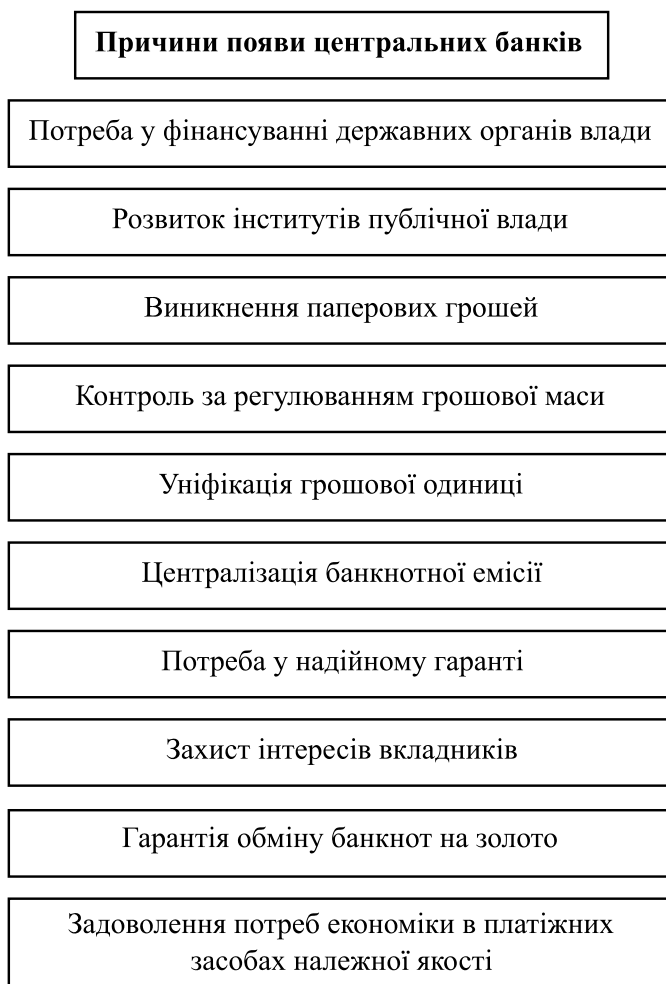 Причини появи центральних банків
Потреба у фінансуванні державних органів влади
Розвиток інститутів публічної влади
Виникнення паперових грошей
Контроль за регулюванням грошової маси
Уніфікація грошової одиниці
Централізація банкнотної емісії
Потреба у надійному гаранті
Захист інтересів вкладників
Гарантія обміну банкнот на золото
Задоволення потреб економіки в платіжних
засобах належної якості